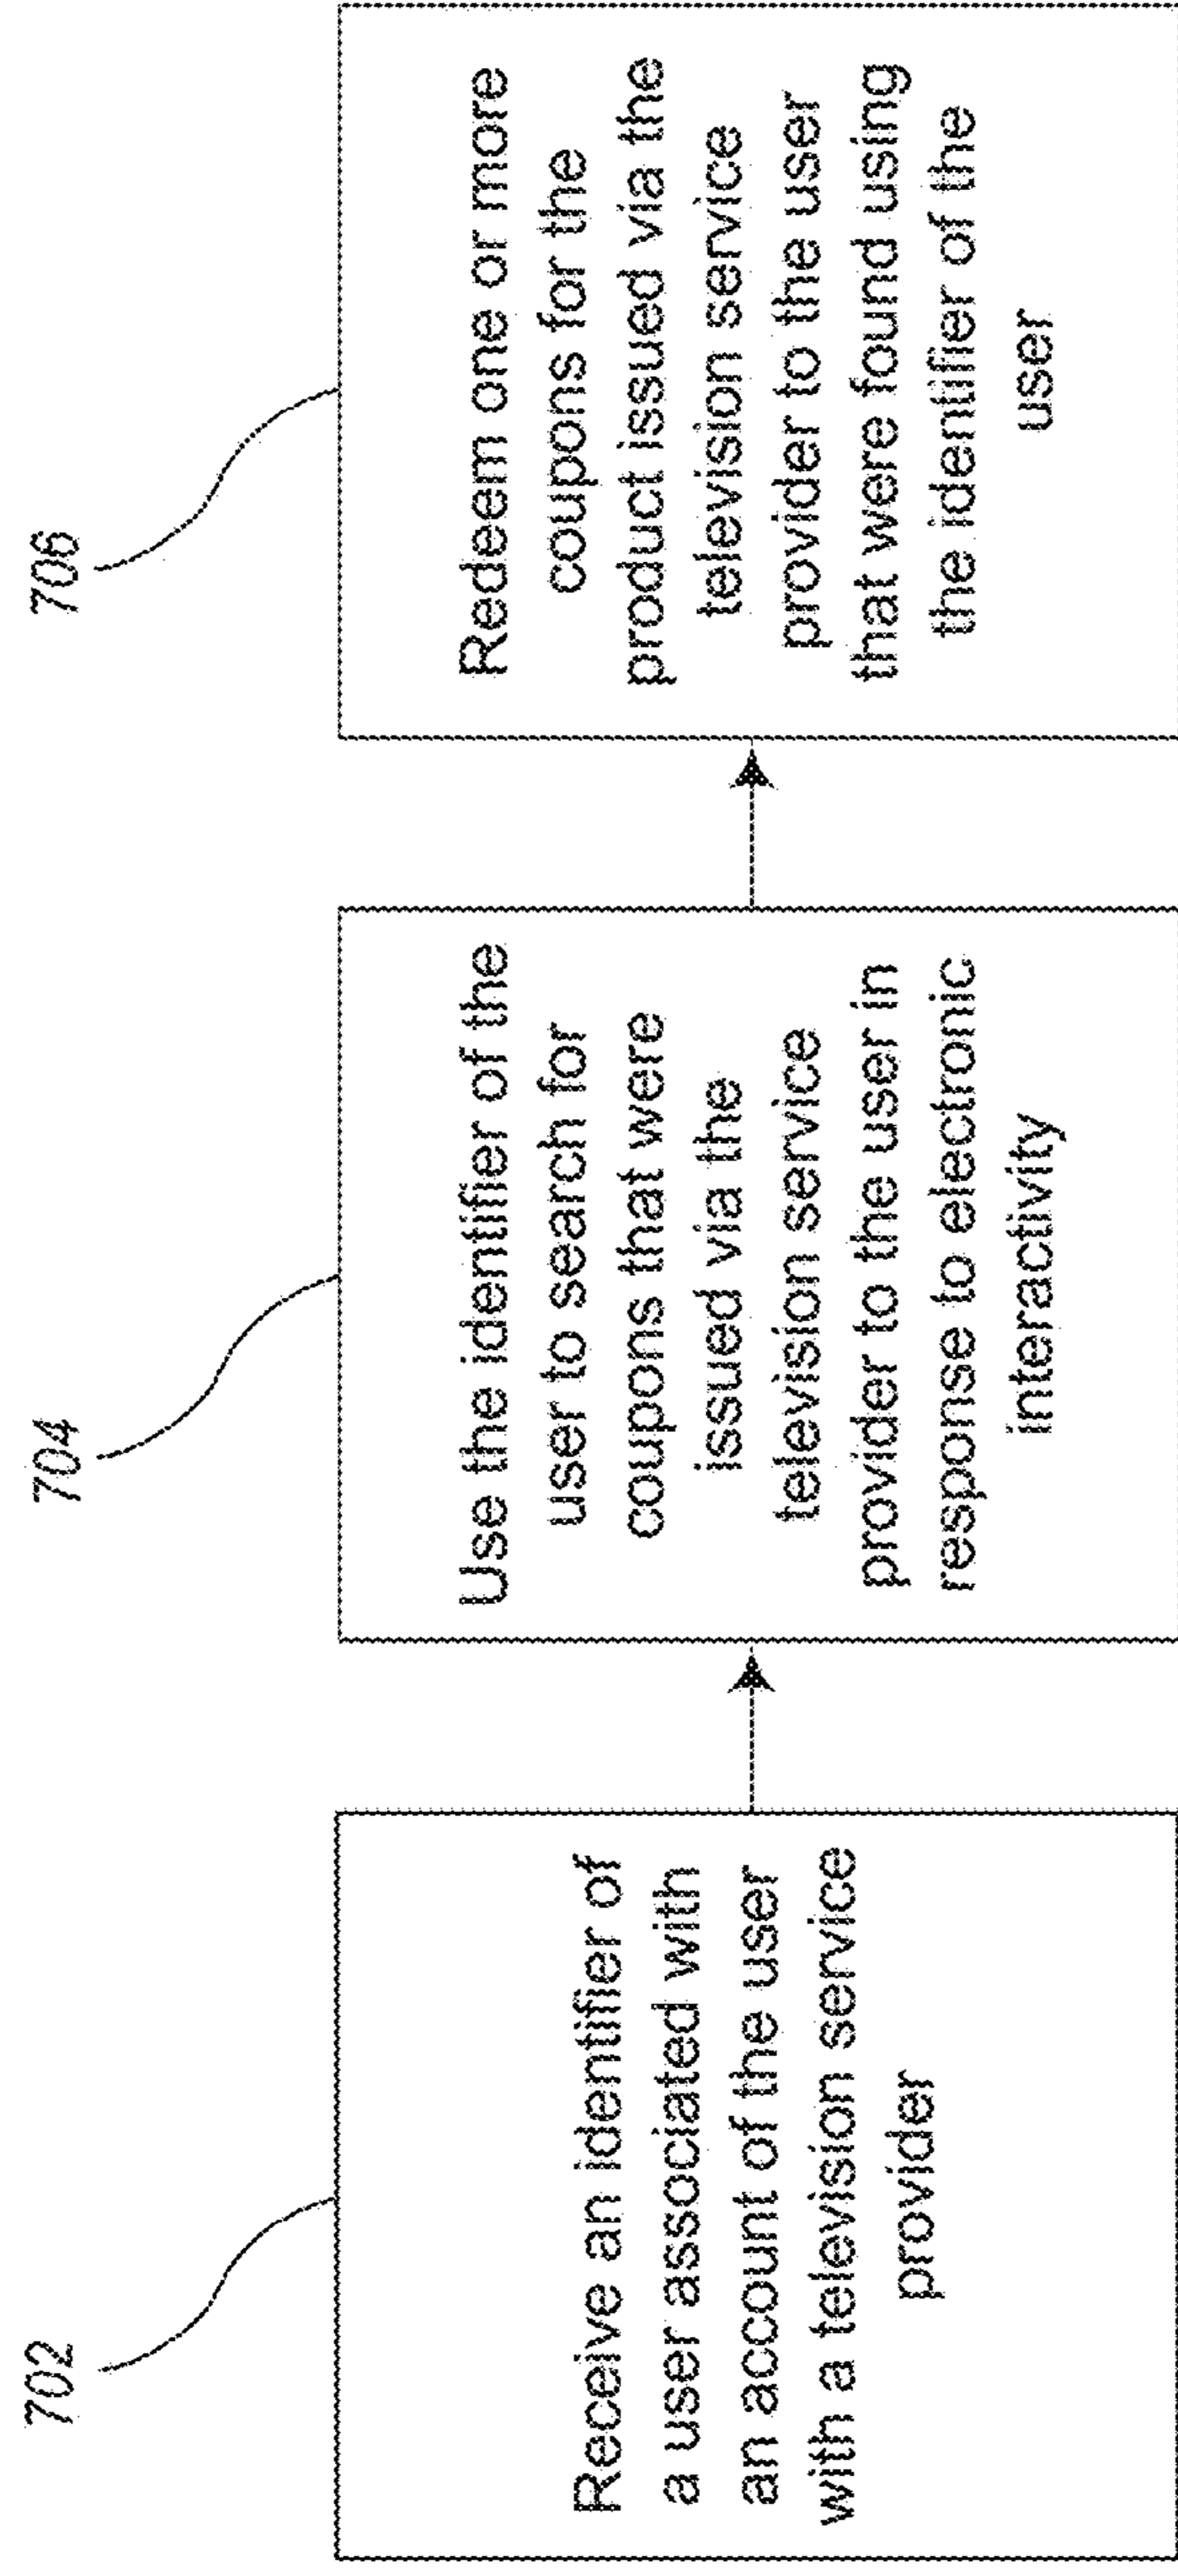 702
Receive an identifier of
a user associated with
an account of the user
with a television service
provider
704
Use the identifier of the
user to search for
coupons that were
issued via the
television service
provider to the user in
response to electronic
interactivity
706
Redeem one or more
coupons for the
product issued via the
television service
provider to the user
that were found using
the identifier of the
user